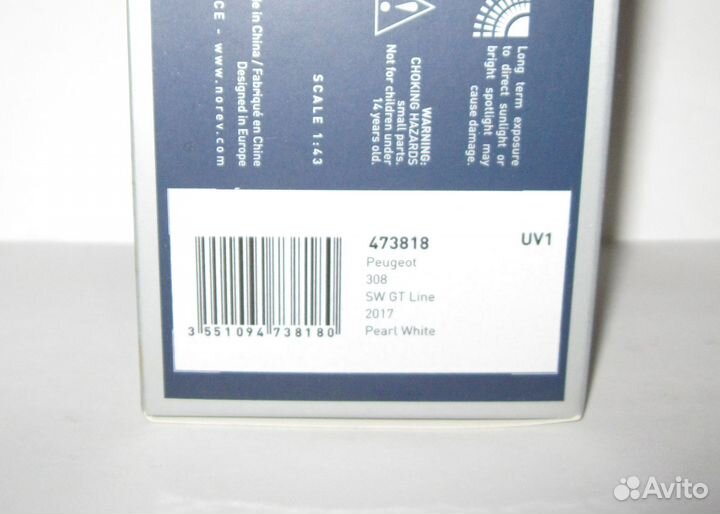 CE - www.norev.com
in China / Fabriqué en Chine
Designed in Europe
SCALE 1:43
WARNING:
CHOKING HAZARDS
small parts.
Not for children under
14 years old.
Long term exposure
to direct sunlight or
bright spotlight may
cause damage.
473818
UV1
Peugeot
308
SW GT Line
2017
Pearl White
3 551094 738180
Avito